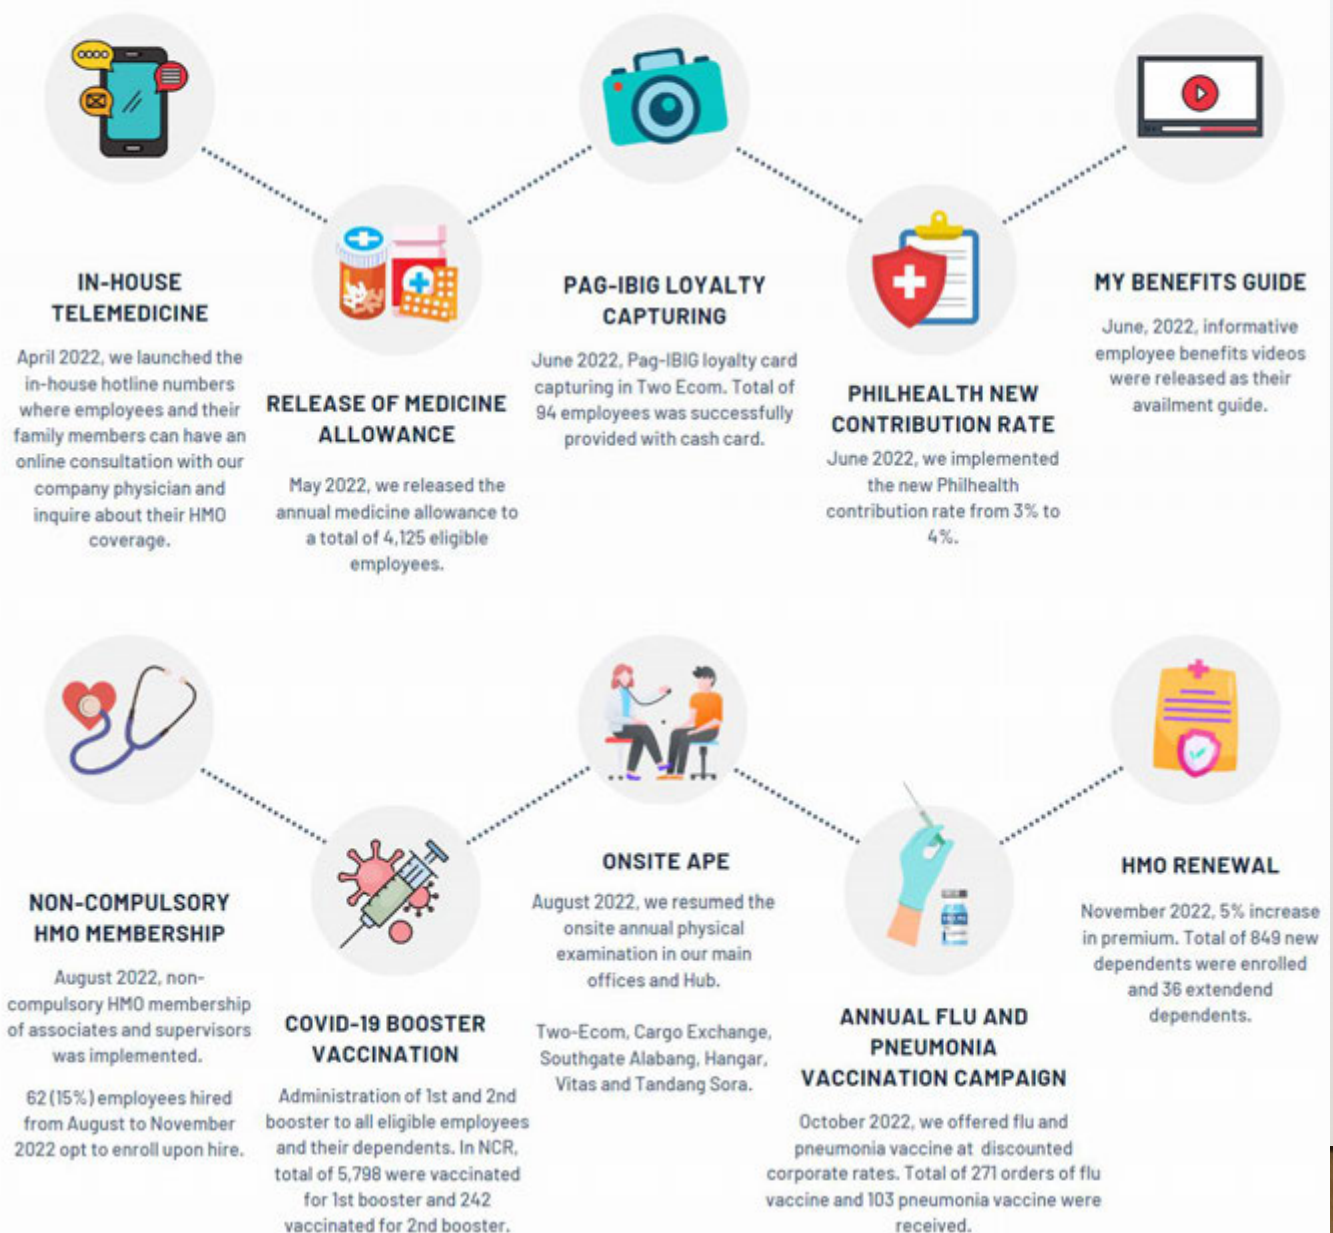 IN-HOUSE
TELEMEDICINE
April 2022, we launched the
in-house hotline numbers
where employees and their
family members can have an
online consultation with our
company physician and
inquire about their HMO
coverage.
RELEASE OF MEDICINE
ALLOWANCE
May 2022, we released the
annual medicine allowance to
a total of 4,125 eligible
employees.
PAG-IBIG LOYALTY
CAPTURING
June 2022, Pag-IBIG loyalty card
capturing in Two Ecom. Total of
94 employees was successfully
provided with cash card.
PHILHEALTH NEW
CONTRIBUTION RATE
June 2022, we implemented
the new Philhealth
contribution rate from 3% to
4%.
MY BENEFITS GUIDE
June, 2022, informative
employee benefits videos
were released as their
availment guide.
NON-COMPULSORY
HMO MEMBERSHIP
August 2022, non-
compulsory HMO membership
of associates and supervisors
was implemented.
62 (15%) employees hired
from August to November
2022 opt to enroll upon hire.
COVID-19 BOOSTER
VACCINATION
Administration of 1st and 2nd
booster to all eligible employees
and their dependents. In NCR,
total of 5,798 were vaccinated
for 1st booster and 242
vaccinated for 2nd booster.
ONSITE APE
August 2022, we resumed the
onsite annual physical
examination in our main
offices and Hub.
Two-Ecom, Cargo Exchange,
Southgate Alabang, Hangar,
Vitas and Tandang Sora.
ANNUAL FLU AND
PNEUMONIA
VACCINATION CAMPAIGN
October 2022, we offered flu and
pneumonia vaccine at discounted
corporate rates. Total of 271 orders of flu
vaccine and 103 pneumonia vaccine were
received.
HMO RENEWAL
November 2022, 5% increase
in premium. Total of 849 new
dependents were enrolled
and 36 extendend
dependents.